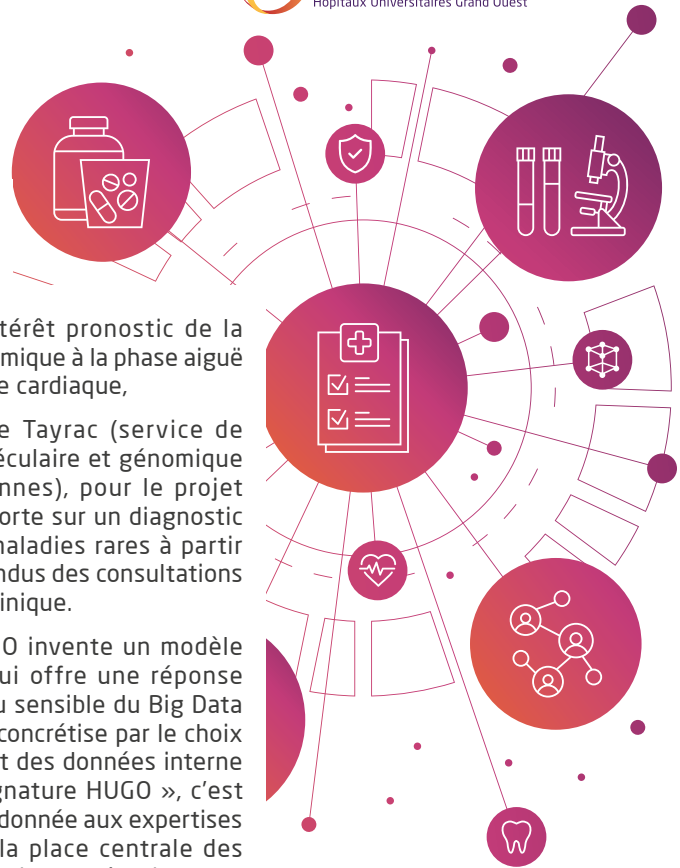 Hôpitaux Universitaires Grand Ouest
térêt pronostic de la
mique à la phase aiguë
e cardiaque,
e Tayrac (service de
éculaire et génomique
nnes), pour le projet
orte sur un diagnostic
maladies rares à partir
ndus des consultations
inique.
O invente un modèle
ui offre une réponse
u sensible du Big Data
concrétise par le choix
t des données interne
gnature HUGO », c'est
donnée aux expertises
la place centrale des